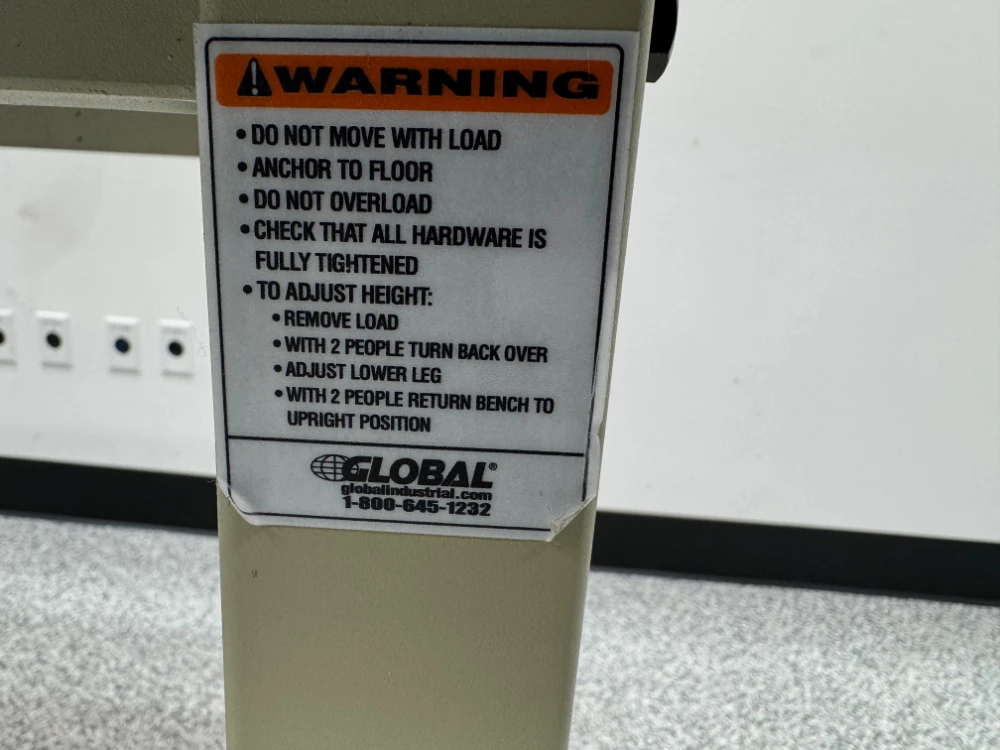 WARNING
• DO NOT MOVE WITH LOAD
• ANCHOR TO FLOOR
• DO NOT OVERLOAD
• CHECK THAT ALL HARDWARE IS
FULLY TIGHTENED
• TO ADJUST HEIGHT:
• REMOVE LOAD
• WITH 2 PEOPLE TURN BACK OVER
• ADJUST LOWER LEG
• WITH 2 PEOPLE RETURN BENCH TO
UPRIGHT POSITION
GLOBAL®
globalindustrial.com
1-800-645-1232